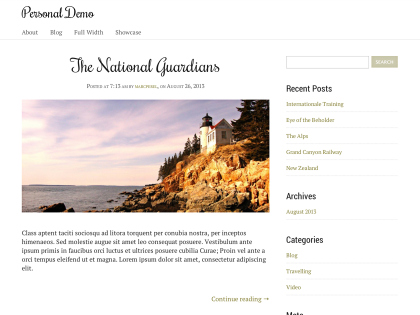 Personal Demo
About Blog Full Width Showcase
The National Guardians
Posted at 7:15 am by marcpixel, on August 26, 2013
Class aptent taciti sociosqu ad litora torquent per conubia nostra, per inceptos
himenaeos. Sed molestie augue sit amet leo consequat posuere. Vestibulum ante
ipsum primis in faucibus orci luctus et ultrices posuere cubilia Curae; Proin vel ante a
orci tempus eleifend ut et magna. Lorem ipsum dolor sit amet, consectetur adipiscing
elit.
Continue reading →
SEARCH
Recent Posts
Internationale Training
Eye of the Beholder
The Alps
Grand Canyon Railway
New Zealand
Archives
August 2013
Categories
Blog
Travelling
Video